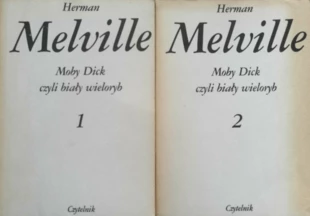 Herman
Melville
Moby Dick
czyli biały wieloryb
1
Czytelnik
Herman
Melville
Moby Dick
czyli biały wieloryb
2
Czytelnik